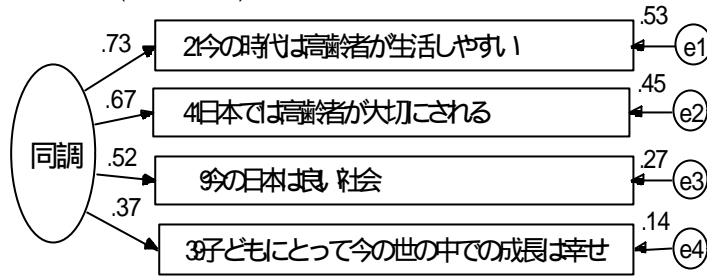 .53
.73
21今の時代は高齢者が生活しやすい
e1
.45
.67
41日本では高齢者が大切にされる
e2
同調
.27
.52
9今の日本は良い社会
e3
.37
.14
39子どもにとって今の世の中での成長は幸せ
e4